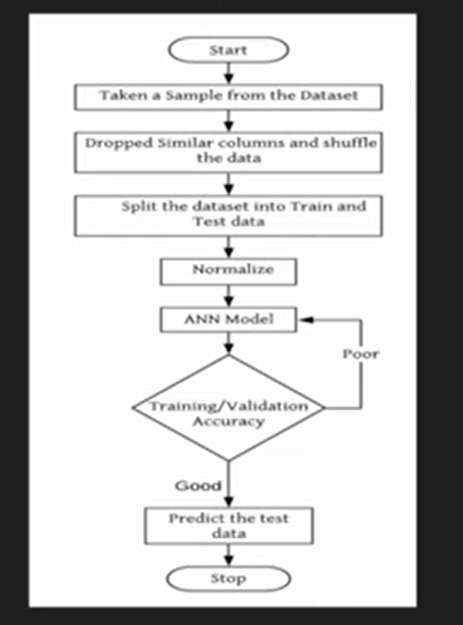 Start
Taken a Sample from the Dataset
Dropped Similar columns and shuffle
the data
Split the dataset into Train and
Test data
Normalize
ANN Model
Poor
Training/Validation
Accuracy
Good
Predict the test
data
Stop